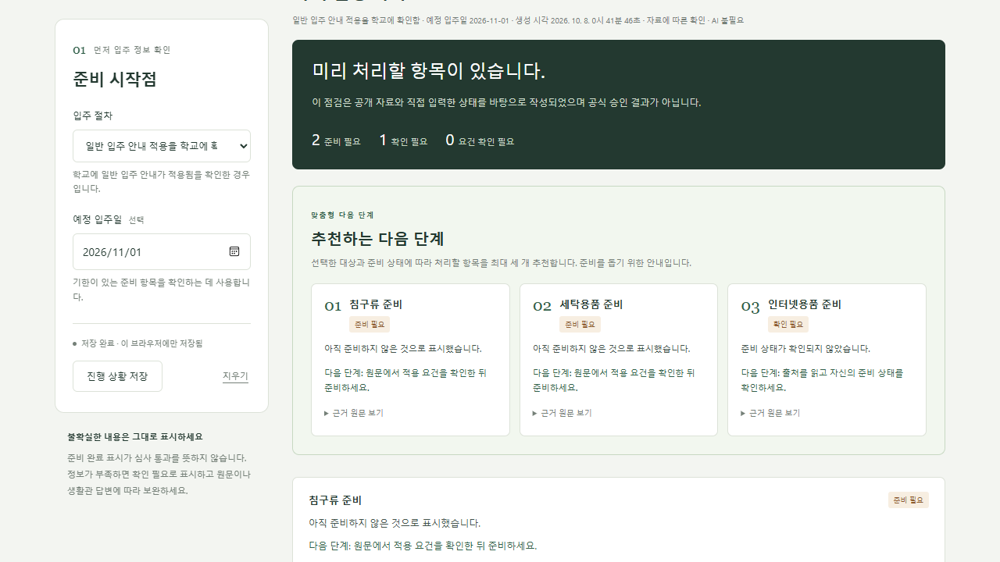 01 먼저 입주 정보 확인
준비 시작점
입주 절차
일반 입주 안내 적용을 학교에
학교에 일반 입주 안내가 적용됨을 확인한 경우
입니다.
예정 입주일 선택
2026/11/01
기한이 있는 준비 항목을 확인하는 데 사용합니
다.
저장 완료 · 이 브라우저에만 저장됨
진행 상황 저장
지우기
불확실한 내용은 그대로 표시하세요
준비 완료 표시가 심사 통과를 뜻하지 않습니다.
정보가 부족하면 확인 필요로 표시하고 원문이나
생활관 답변에 따라 보완하세요.
일반 입주 안내 적용을 학교에 확인함 · 예정 입주일 2026-11-01 · 생성 시각 2026. 10. 8. 0시 41분 46초 · 자료에 따른 확인 · AI 불필요
미리 처리할 항목이 있습니다.
이 점검은 공개 자료와 직접 입력한 상태를 바탕으로 작성되었으며 공식 승인 결과가 아닙니다.
2 준비 필요 1 확인 필요 0 요건 확인 필요
맞춤형 다음 단계
추천하는 다음 단계
선택한 대상과 준비 상태에 따라 처리할 항목을 최대 세 개 추천합니다. 준비를 돕기 위한 안내입니다.
01 침구류 준비
준비 필요
아직 준비하지 않은 것으로 표시했습니다.
다음 단계: 원문에서 적용 요건을 확인한 뒤
준비하세요.
▶ 근거 원문 보기
02 세탁용품 준비
준비 필요
아직 준비하지 않은 것으로 표시했습니다.
다음 단계: 원문에서 적용 요건을 확인한 뒤
준비하세요.
▶ 근거 원문 보기
03 인터넷용품 준비
확인 필요
준비 상태가 확인되지 않았습니다.
다음 단계: 출처를 읽고 자신의 준비 상태를
확인하세요.
▶ 근거 원문 보기
침구류 준비
준비 필요
아직 준비하지 않은 것으로 표시했습니다.
다음 단계: 원문에서 적용 요건을 확인한 뒤 준비하세요.